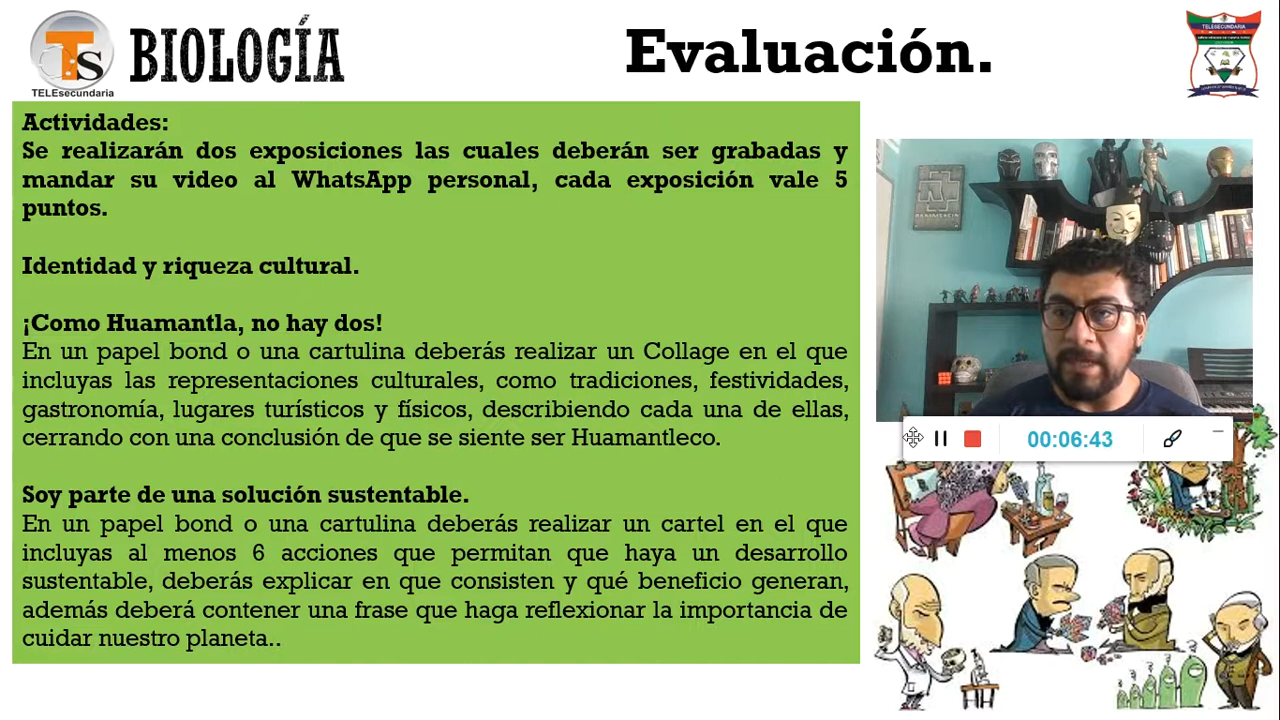 BIOLOGÍA
Evaluación.
TS
TELEsecundaria
TELESECUNDARIA
Actividades:
Se realizarán dos exposiciones las cuales deberán ser grabadas y
mandar su video al WhatsApp personal, cada exposición vale 5
puntos.
Identidad y riqueza cultural.
¡Como Huamantla, no hay dos!
En un papel bond o una cartulina deberás realizar un Collage en el que
incluyas las representaciones culturales, como tradiciones, festividades,
gastronomía, lugares turísticos y físicos, describiendo cada una de ellas,
cerrando con una conclusión de que se siente ser Huamantleco.
Soy parte de una solución sustentable.
En un papel bond o una cartulina deberás realizar un cartel en el que
incluyas al menos 6 acciones que permitan que haya un desarrollo
sustentable, deberás explicar en que consisten y qué beneficio generan,
además deberá contener una frase que haga reflexionar la importancia de
cuidar nuestro planeta..
RAMMSTEIN
00:06:43